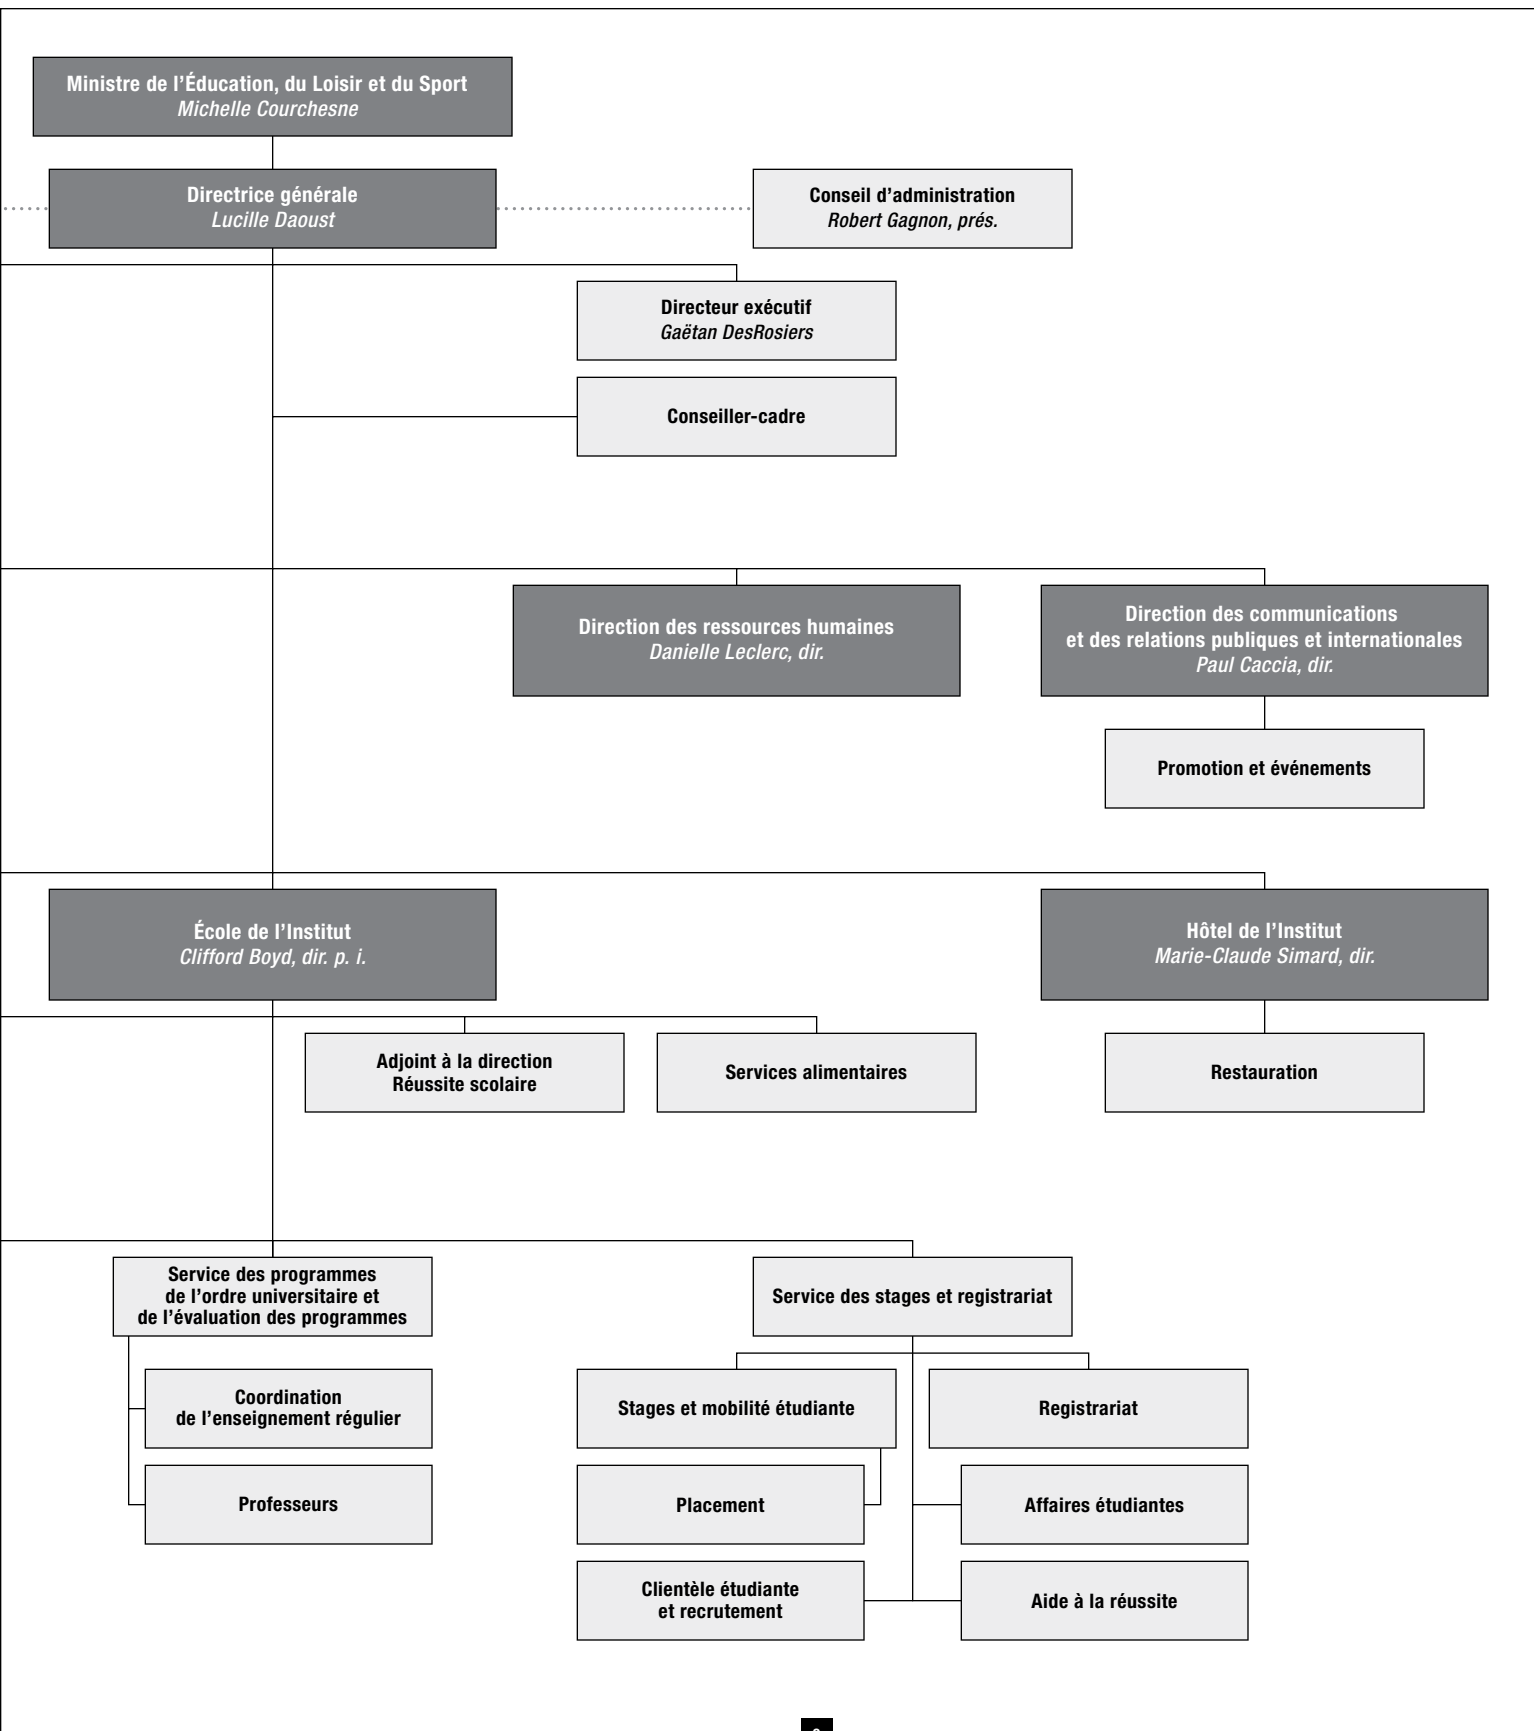 Ministre de l'Éducation, du Loisir et du Sport
Michelle Courchesne
Directrice générale
Lucille Daoust
Conseil d'administration
Robert Gagnon, prés.
Directeur exécutif
Gaëtan DesRosiers
Conseiller-cadre
Direction des ressources humaines
Danielle Leclerc, dir.
Direction des communications
et des relations publiques et internationales
Paul Caccia, dir.
Promotion et événements
École de l'Institut
Clifford Boyd, dir. p. i.
Hôtel de l'Institut
Marie-Claude Simard, dir.
Adjoint à la direction
Réussite scolaire
Services alimentaires
Restauration
Service des programmes
de l'ordre universitaire et
de l'évaluation des programmes
Service des stages et registrariat
Coordination
de l'enseignement régulier
Stages et mobilité étudiante
Registrariat
Professeurs
Placement
Affaires étudiantes
Clientèle étudiante
et recrutement
Aide à la réussite